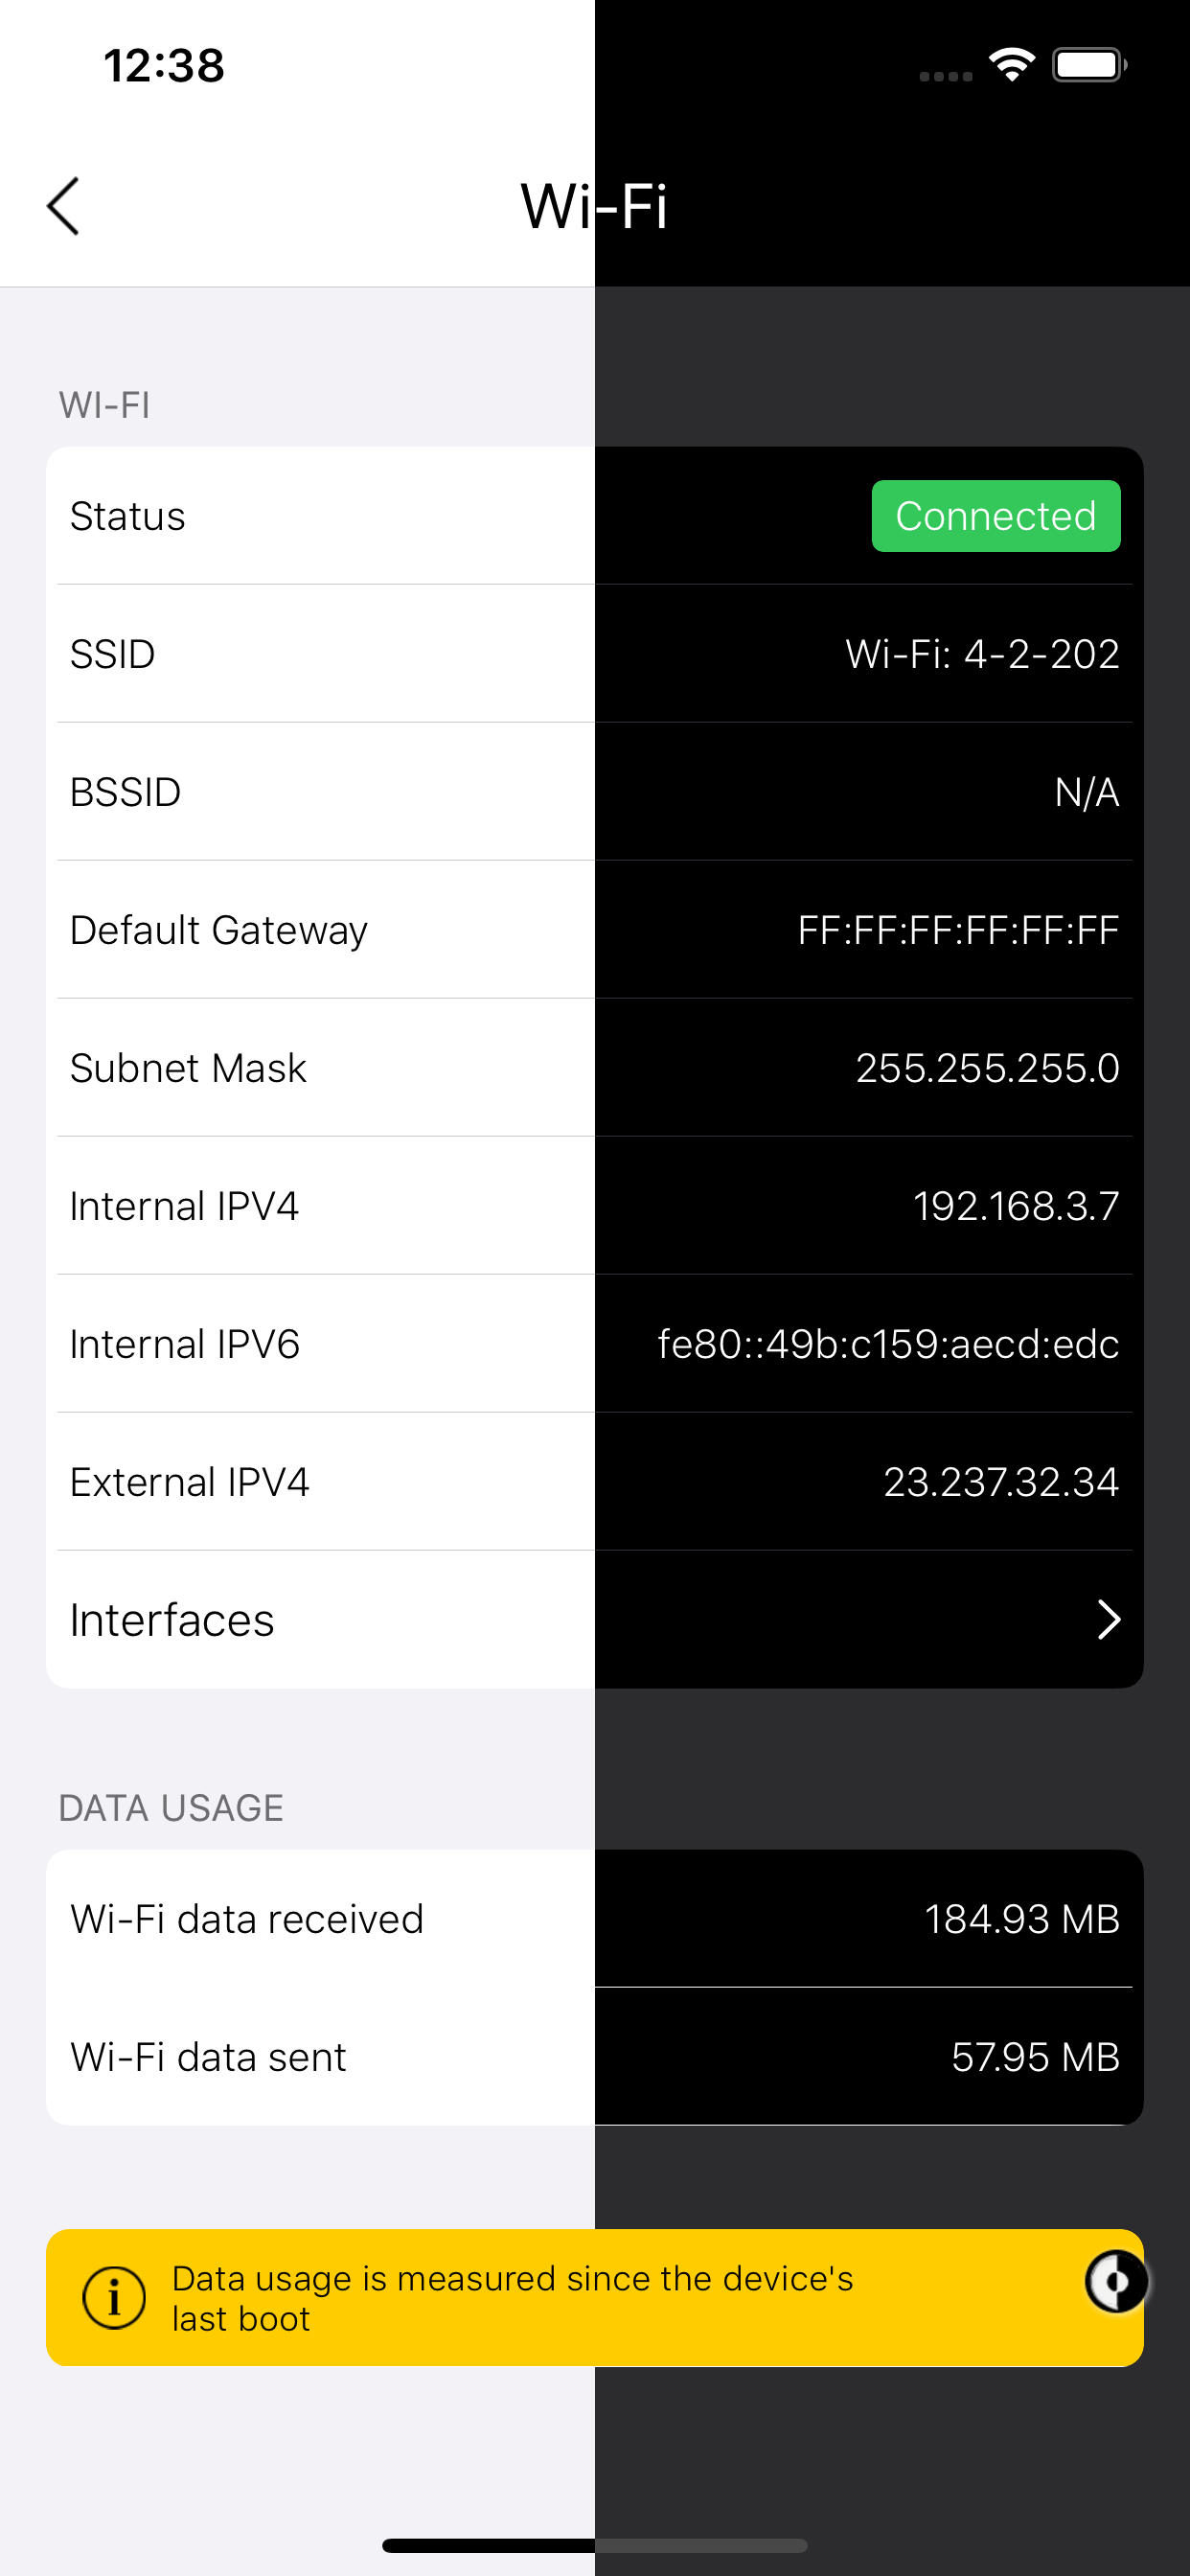 12:38
Wi-Fi
WI-FI
Status Connected
SSID Wi-Fi: 4-2-202
BSSID N/A
Default Gateway FF:FF:FF:FF:FF:FF
Subnet Mask 255.255.255.0
Internal IPV4 192.168.3.7
Internal IPV6 fe80::49b:c159:aecd:edc
External IPV4 23.237.32.34
Interfaces
DATA USAGE
Wi-Fi data received 184.93 MB
Wi-Fi data sent 57.95 MB
Data usage is measured since the device's
last boot